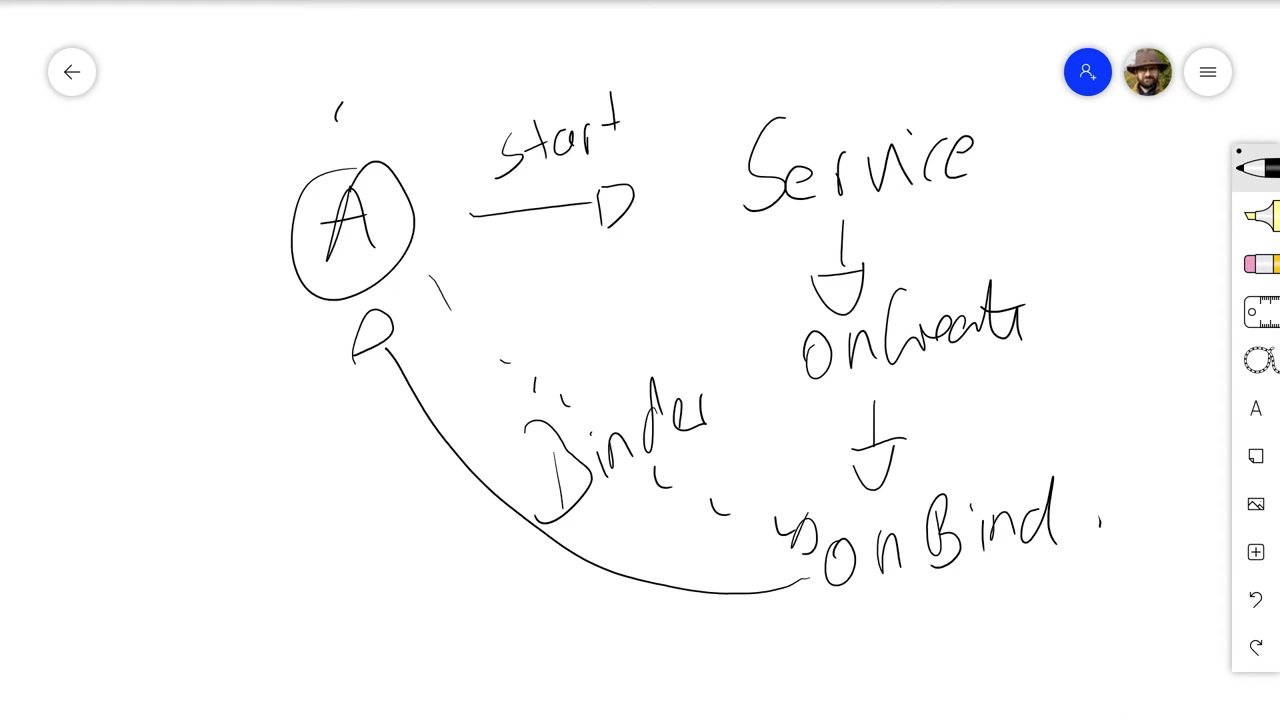 start
Service
A
onCreate
Binder
onBind
A